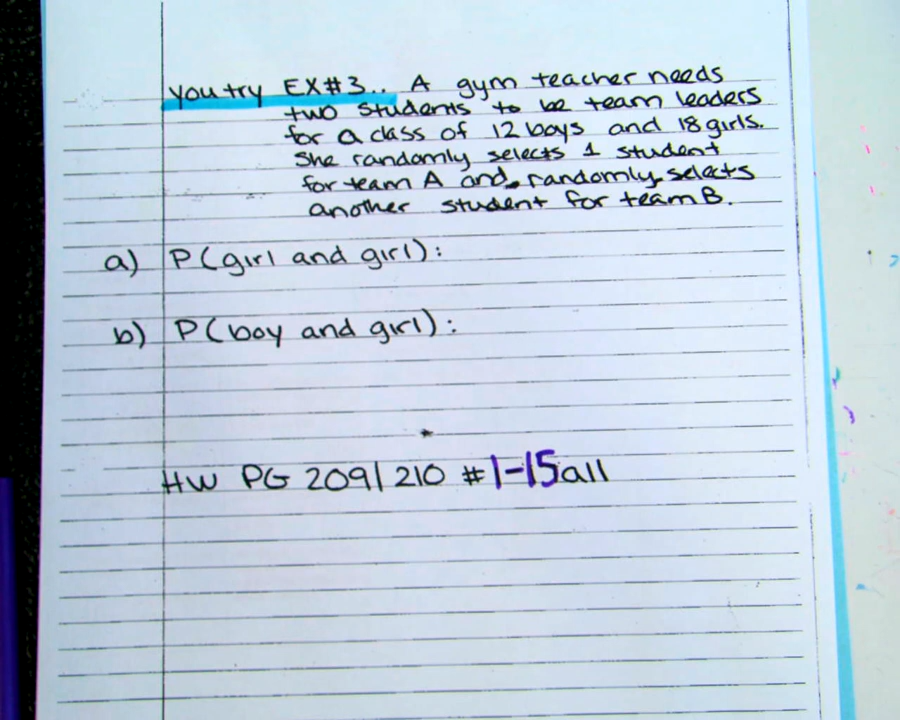 You try EX#3.. A gym teacher needs
two students to be team leaders
for a class of 12 boys and 18 girls.
She randomly selects 1 student
for team A and randomly selects
another student for team B.
a) P(girl and girl):
b) P(boy and girl):
HW PG 209/210 #1-15all